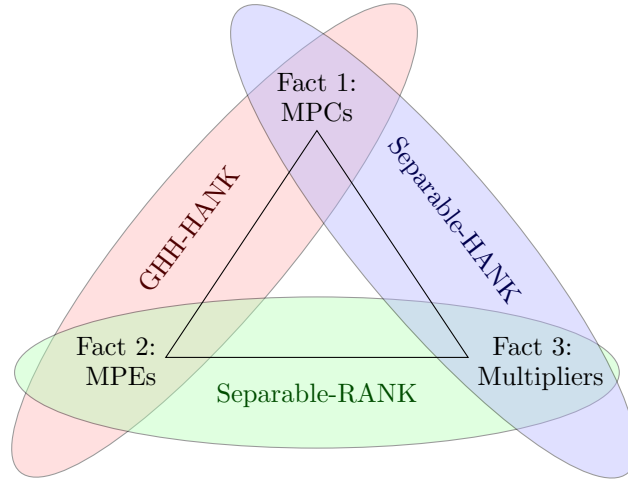 Fact 1:
MPCs
GHH-HANK
Separable-HANK
Fact 2:
MPEs
Fact 3:
Multipliers
Separable-RANK